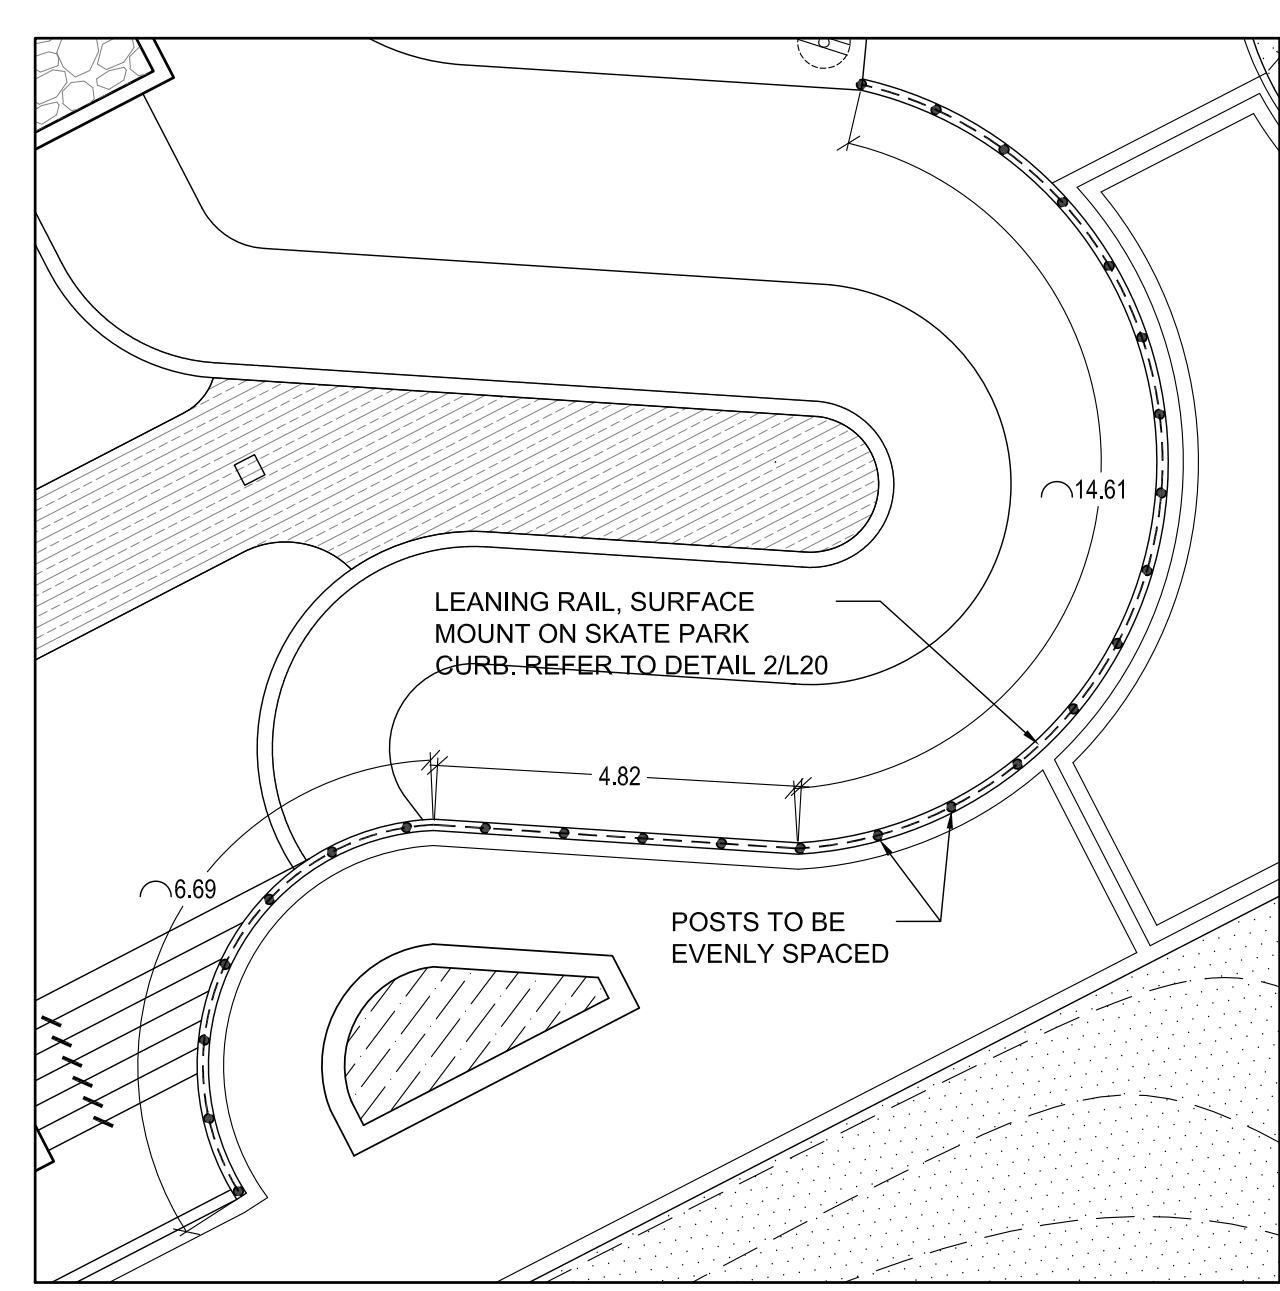 14.61
LEANING RAIL, SURFACE
MOUNT ON SKATE PARK
CURB. REFER TO DETAIL 2/L20
4.82
6.69
POSTS TO BE
EVENLY SPACED